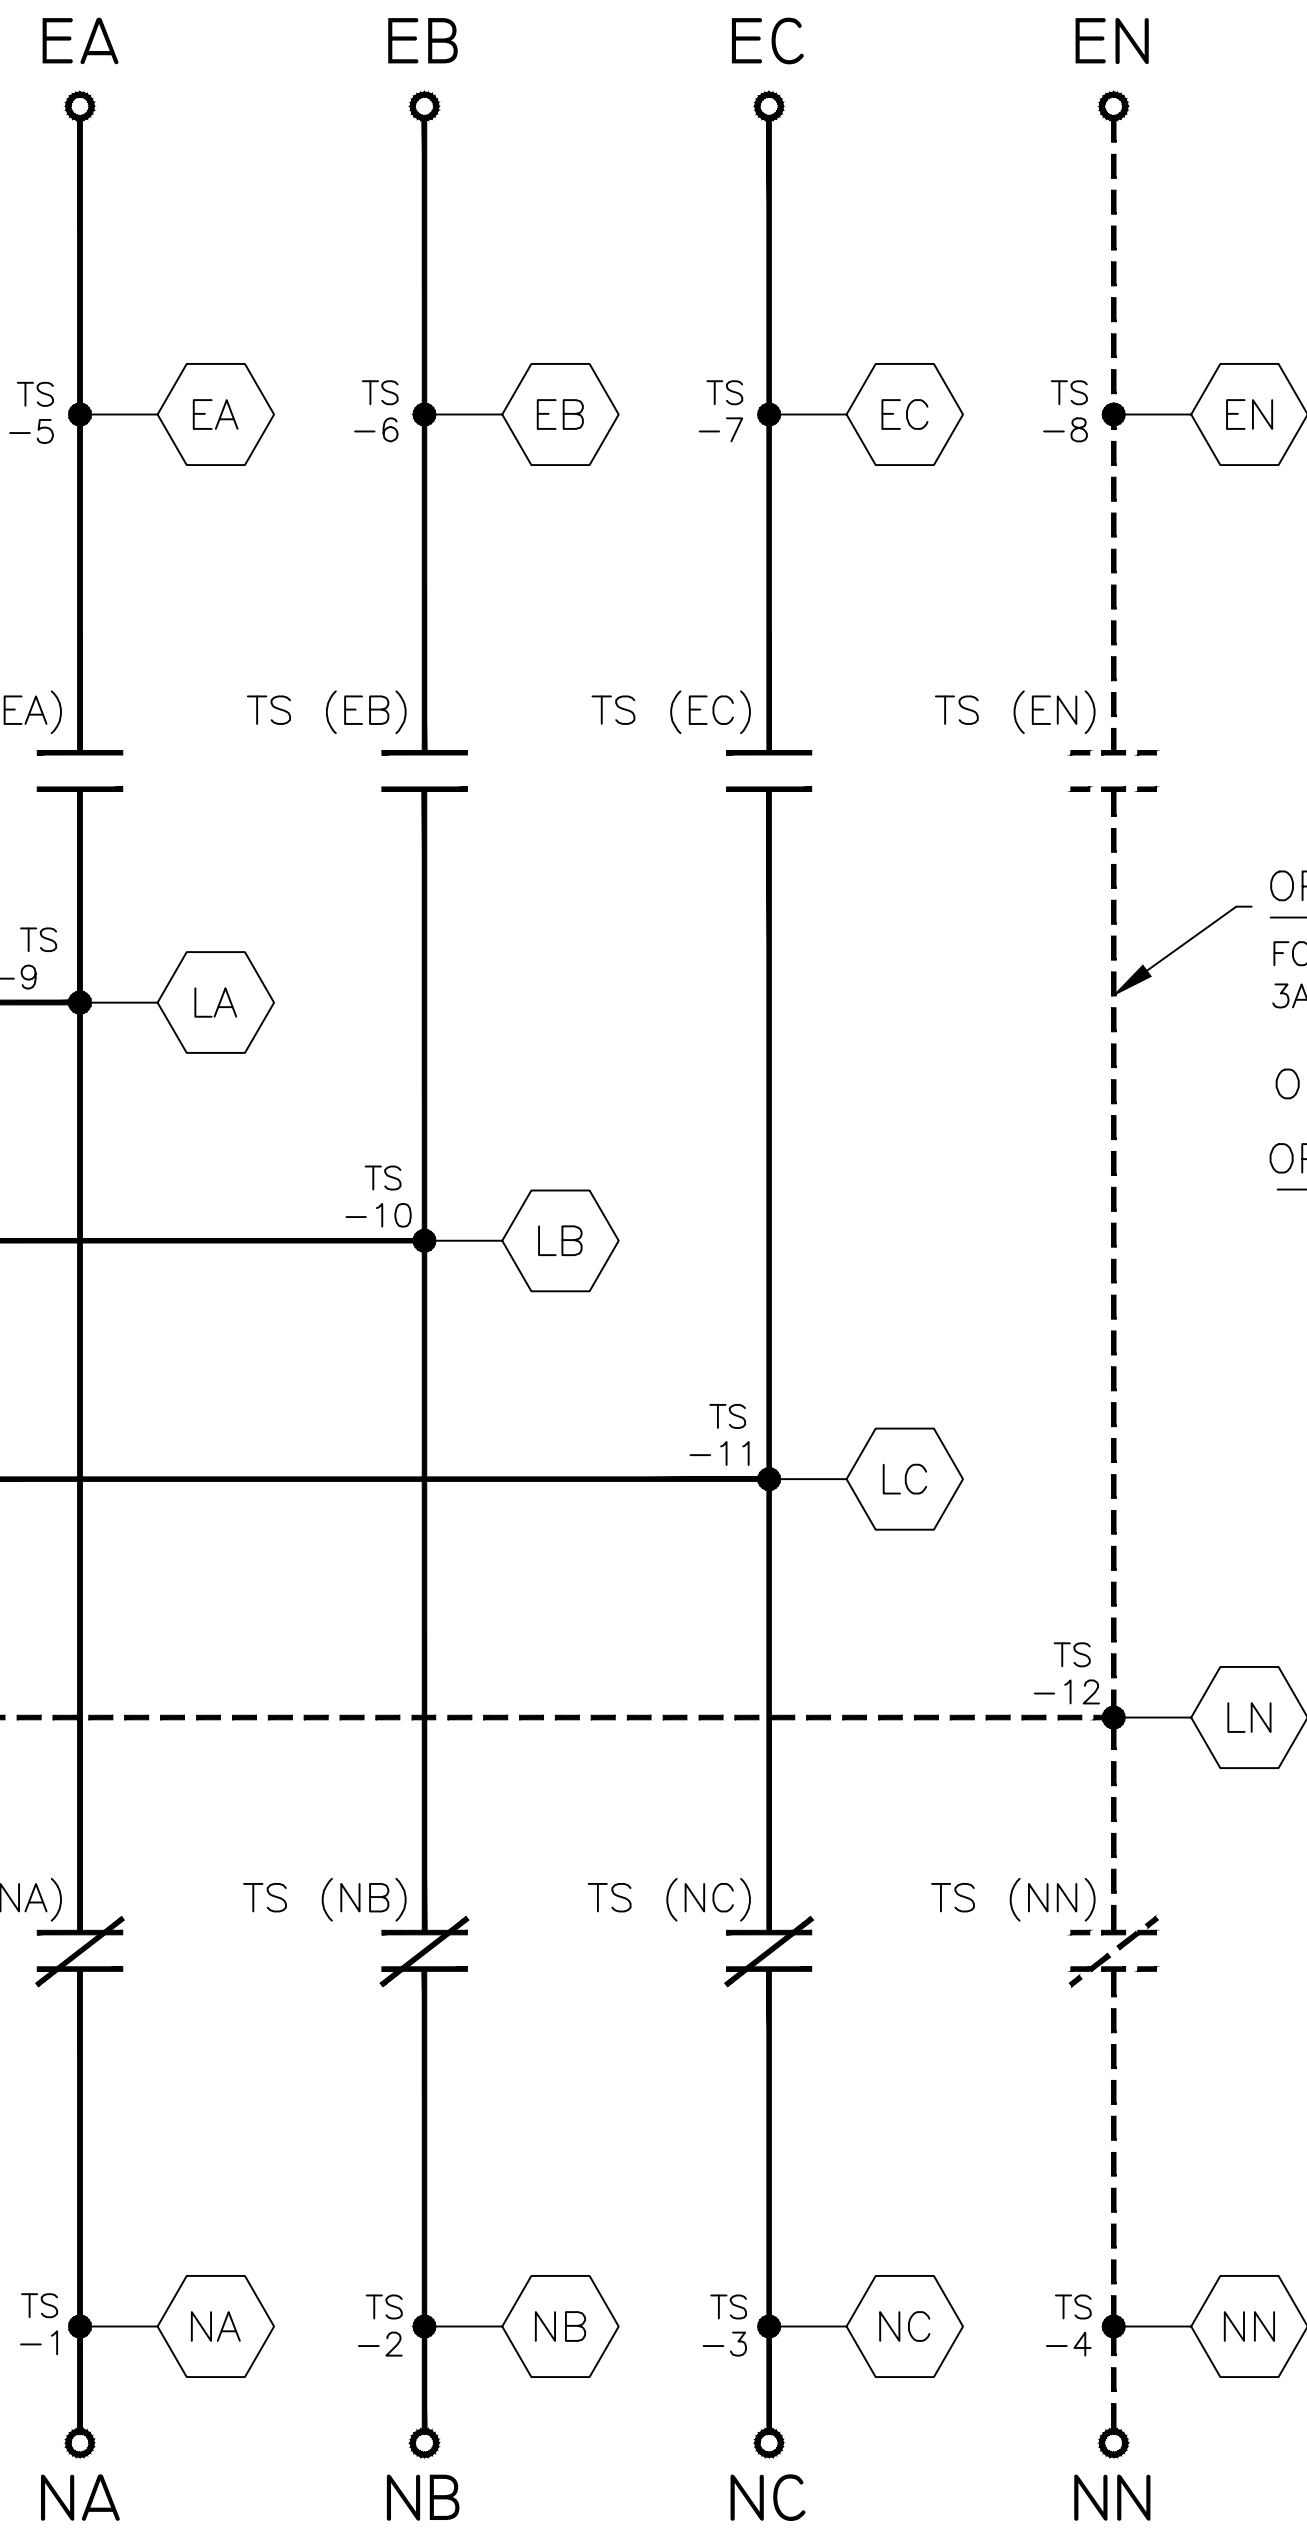 EA EB EC EN
TS
-5
EA
TS
-6
EB
TS
-7
EC
TS
-8
EN
EA)
TS (EB)
TS (EC)
TS (EN)
3A
O
TS
-9
LA
TS
-10
LB
TS
-11
LC
TS
-12
LN
NA)
TS (NB)
TS (NC)
TS (NN)
TS
-1
NA
TS
-2
NB
TS
-3
NC
TS
-4
NN
NA NB NC NN